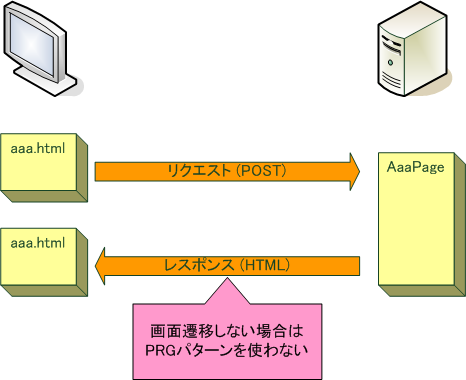 aaa.html
リクエスト(POST)
AaaPage
aaa.html
レスポンス(HTML)
画面遷移しない場合は
PRGパターンを使わない